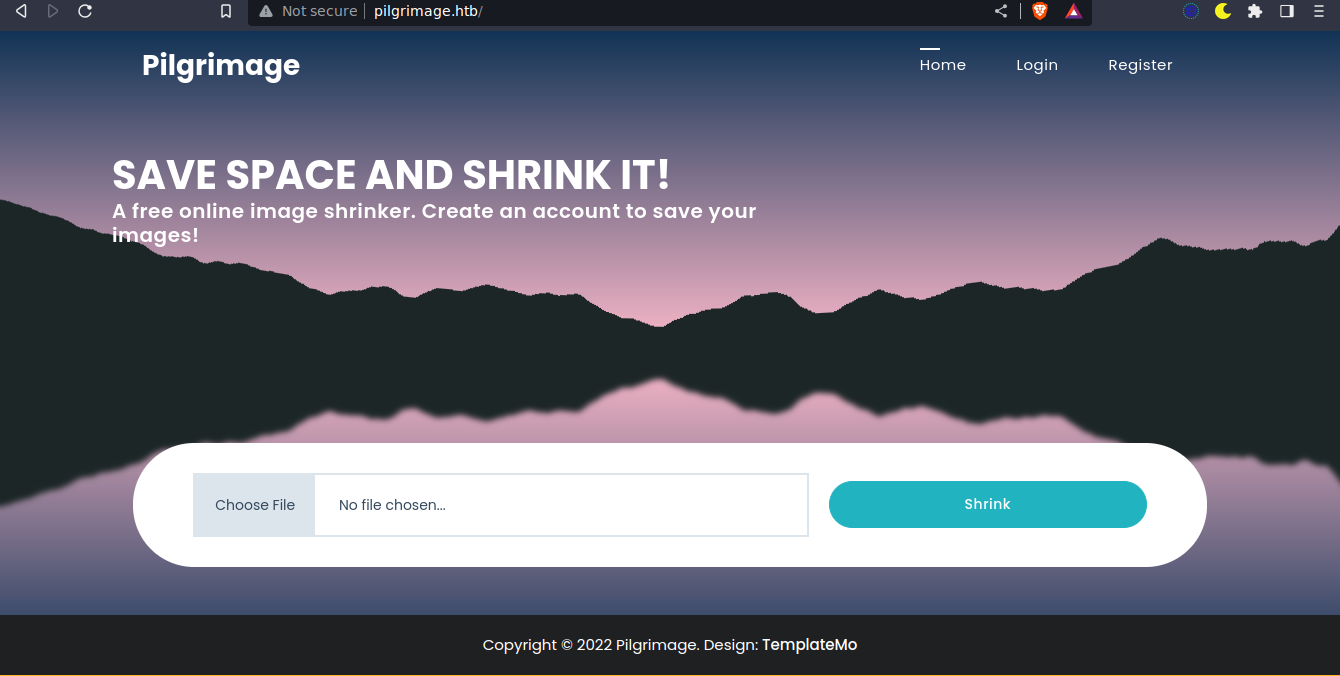 Not secure pilgrimage.htb/
Pilgrimage
Home Login Register
SAVE SPACE AND SHRINK IT!
A free online image shrinker. Create an account to save your
images!
Choose File No file chosen... Shrink
Copyright © 2022 Pilgrimage. Design: TemplateMo